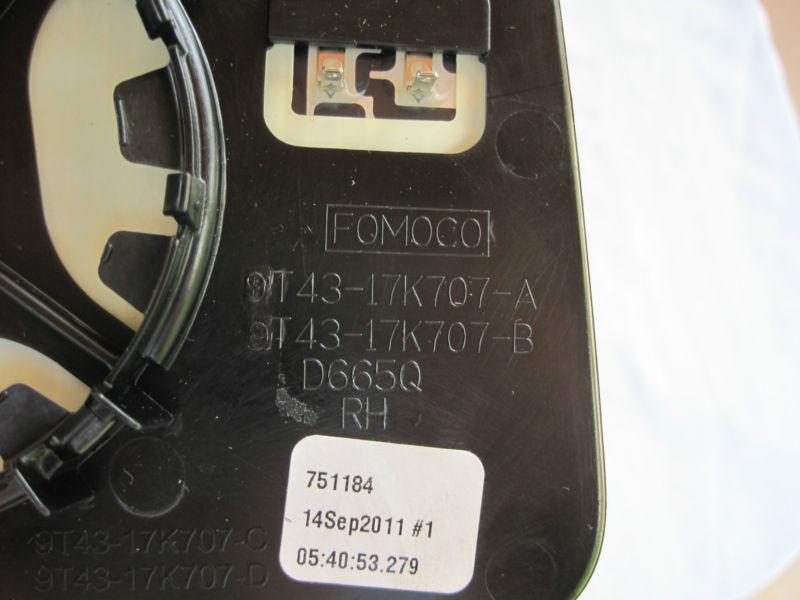 FOMOCO
9T43-17K707-A
9T43-17K707-B
D665Q
RH
751184
14Sep2011 #1
05:40:53.279
9T43-17K707-C
9T43-17K707-D